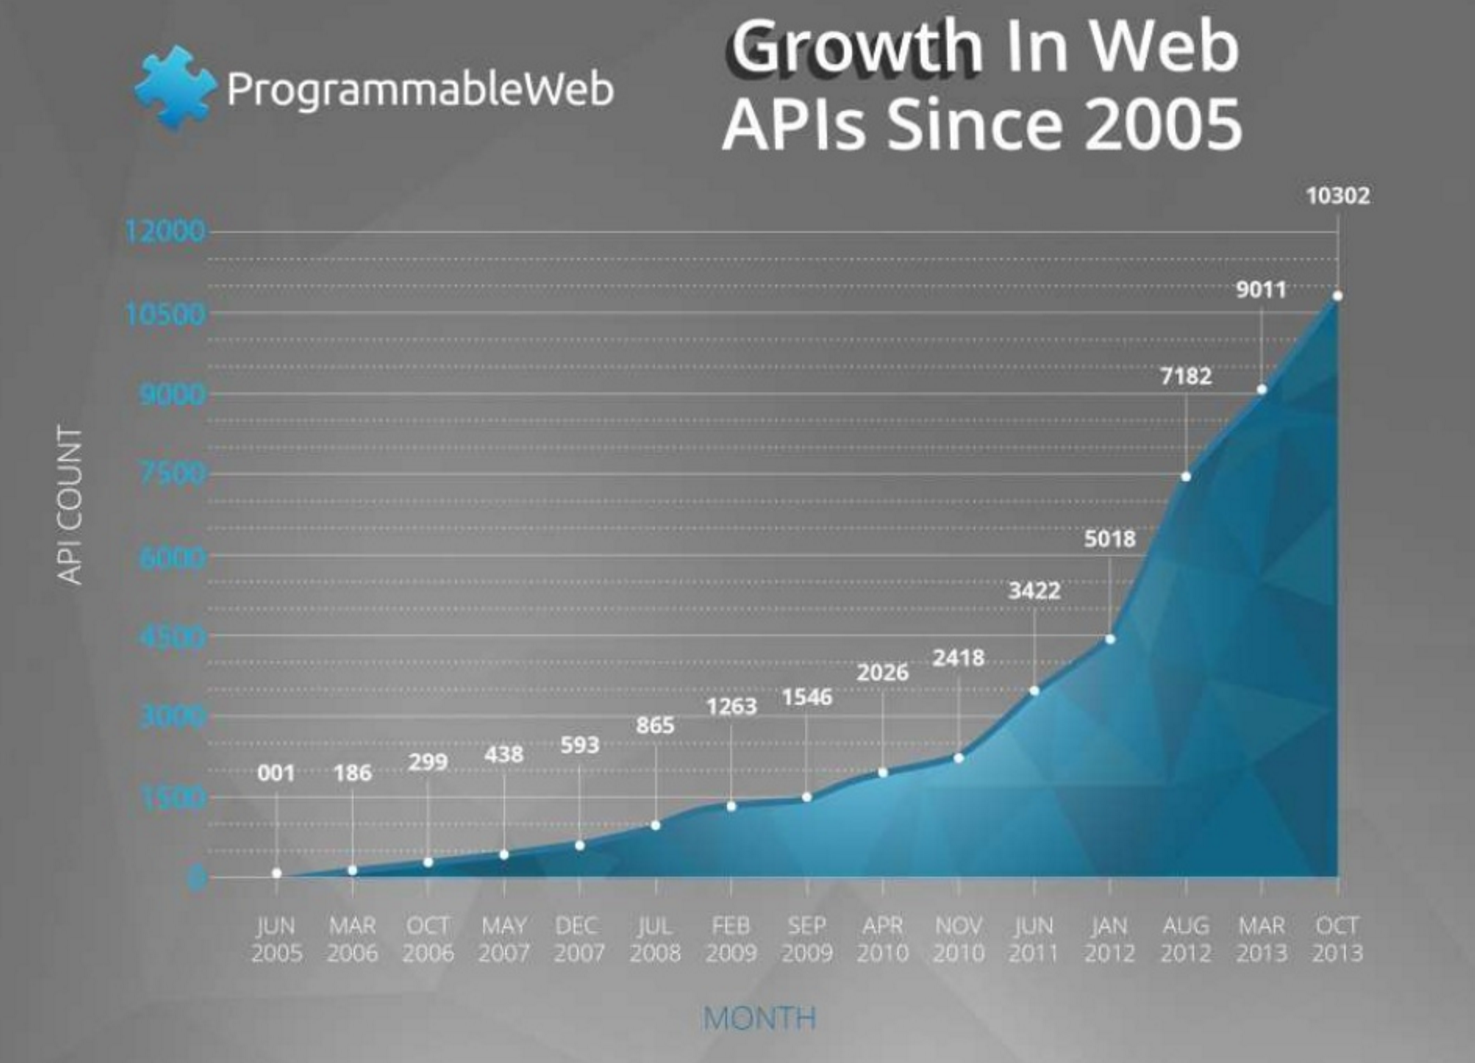 ProgrammableWeb
Growth In Web
APIs Since 2005
API COUNT
12000
10500
9000
7500
6000
4500
3000
1500
0
001
186
299
438
593
865
1263
1546
2026
2418
3422
5018
7182
9011
10302
JUN 2005
MAR 2006
OCT 2006
MAY 2007
DEC 2007
JUL 2008
FEB 2009
SEP 2009
APR 2010
NOV 2010
JUN 2011
JAN 2012
AUG 2012
MAR 2013
OCT 2013
MONTH